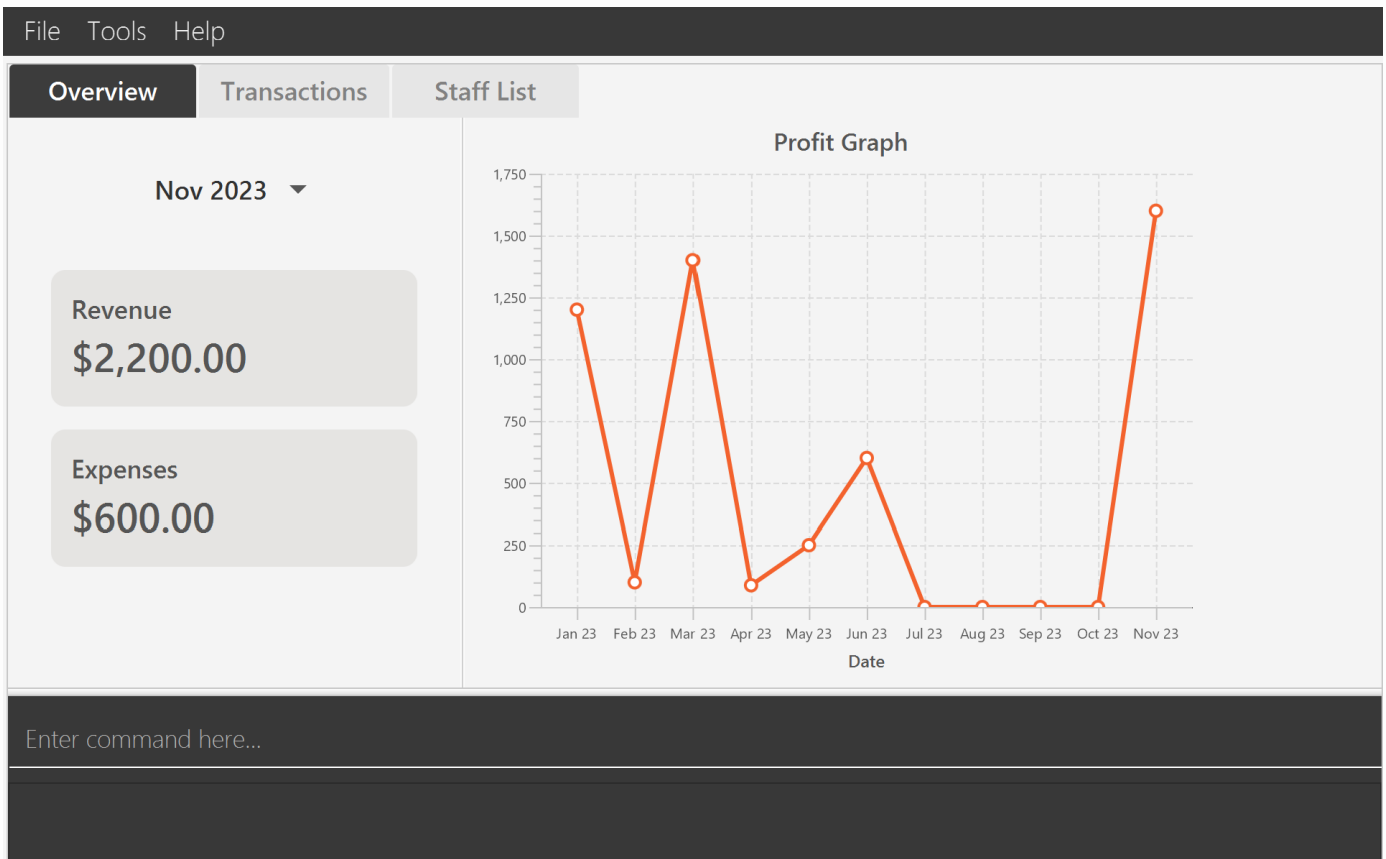 File Tools Help
Overview Transactions Staff List
Nov 2023
Revenue
$2,200.00
Expenses
$600.00
Profit Graph
1,750
1,500
1,250
1,000
750
500
250
0
Jan 23 Feb 23 Mar 23 Apr 23 May 23 Jun 23 Jul 23 Aug 23 Sep 23 Oct 23 Nov 23
Date
Enter command here...